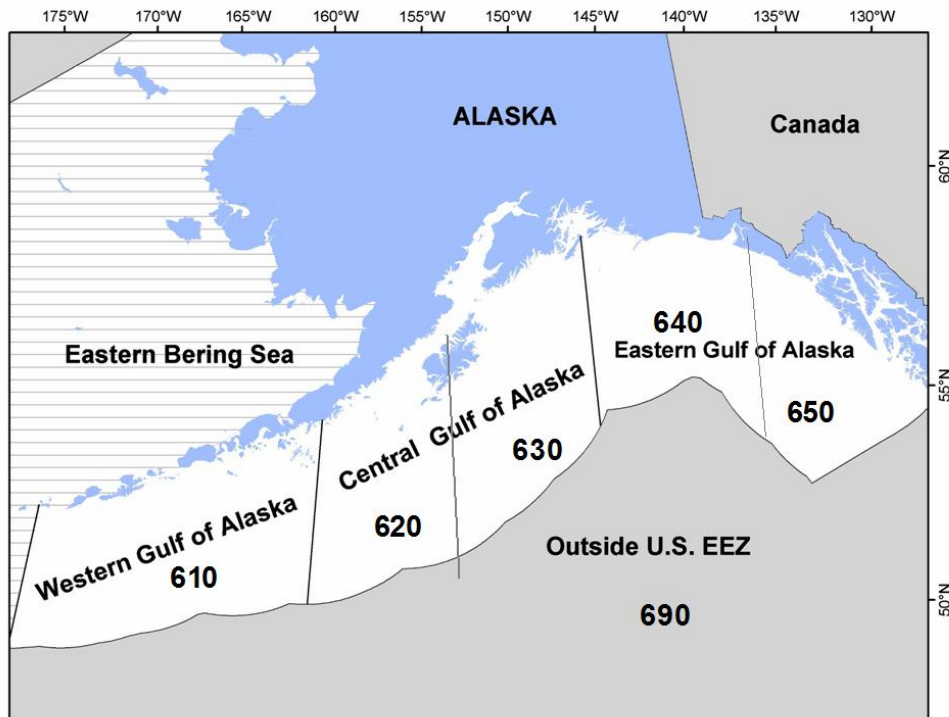 175°W 170°W 165°W 160°W 155°W 150°W 145°W 140°W 135°W 130°W
ALASKA
Canada
60°N
640
Eastern Bering Sea
Eastern Gulf of Alaska
55°N
Central Gulf of Alaska
650
630
620
Western Gulf of Alaska
Outside U.S. EEZ
610
50°N
690